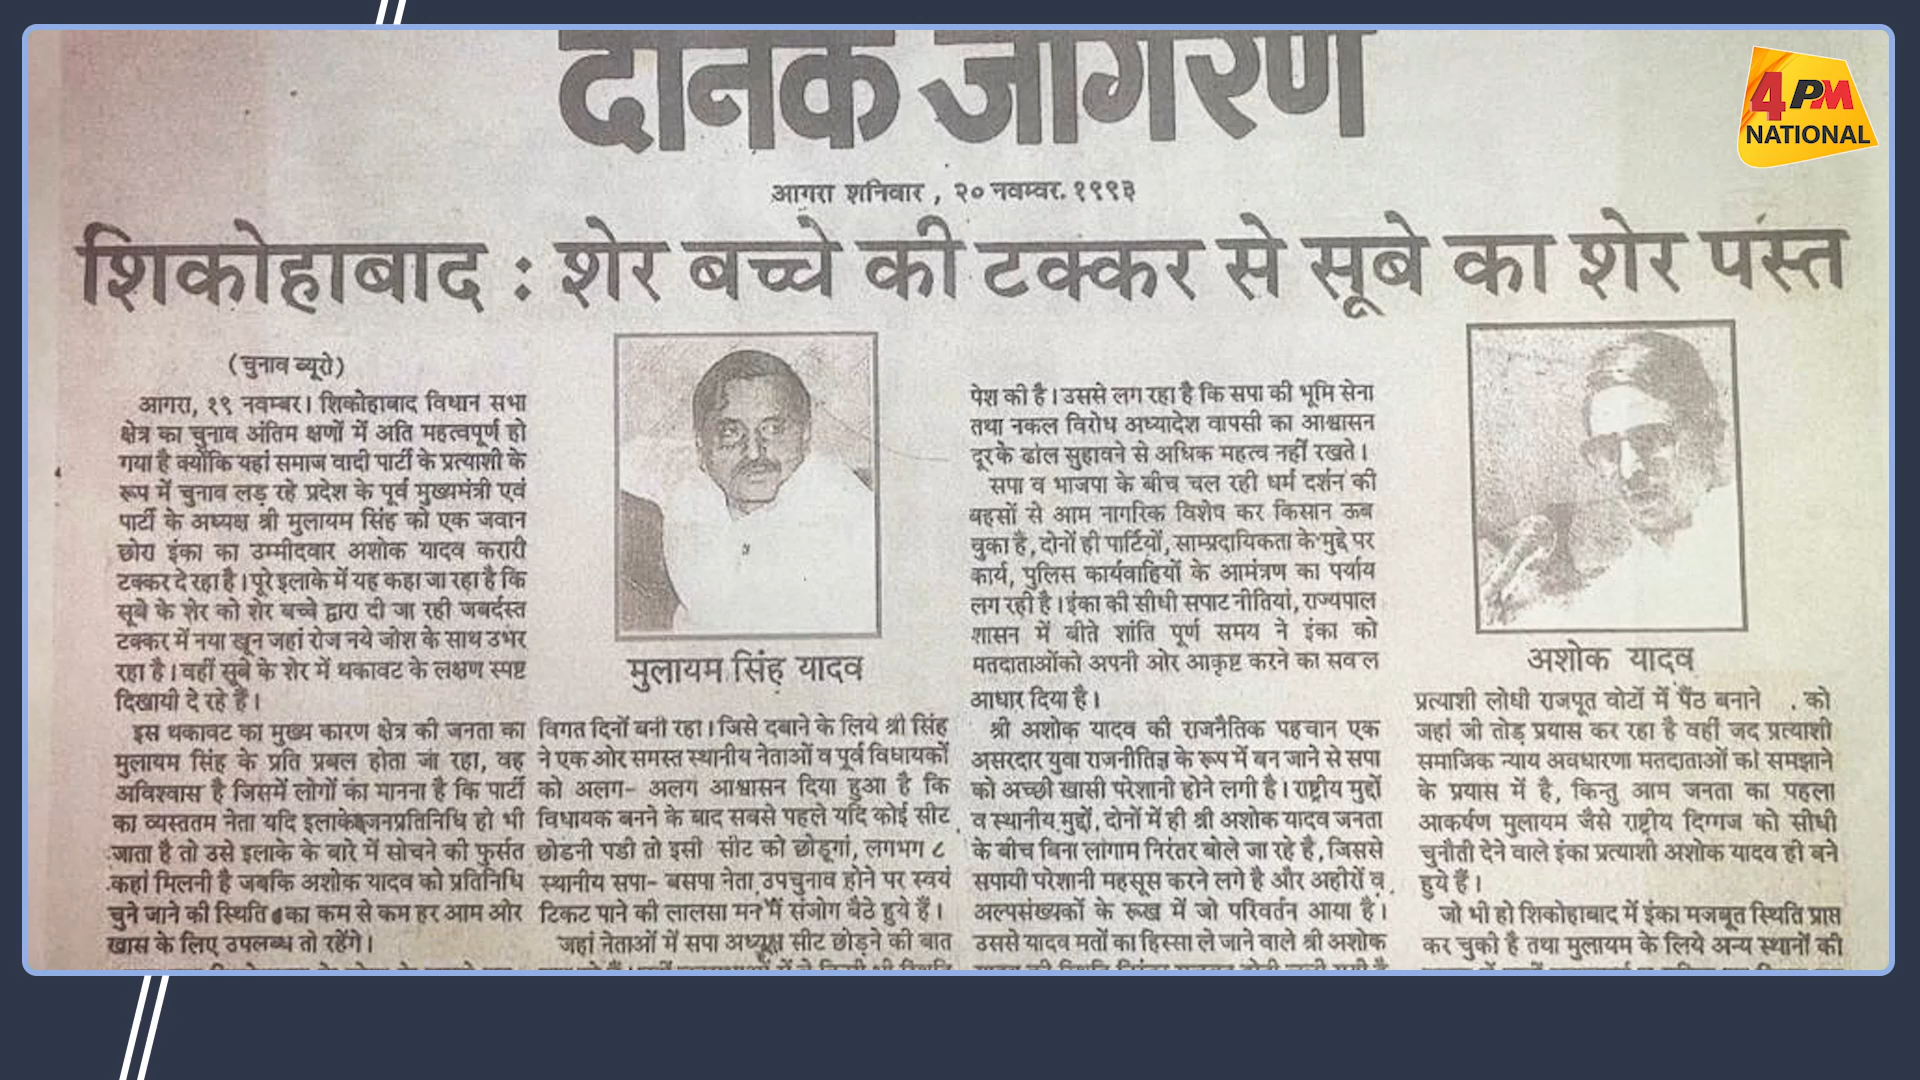 दैनिक जागरण
4PM
NATIONAL
आगरा शनिवार , २० नवम्वर. १९९३
शिकोहाबाद : शेर बच्चे की टक्कर से सूबे का शेर पस्त
(चुनाव ब्यूरो)
आगरा, १९ नवम्बर। शिकोहाबाद विधान सभा
क्षेत्र का चुनाव अंतिम क्षणों में अति महत्वपूर्ण हो
गया है क्योंकि यहां समाज वादी पार्टी के प्रत्याशी के
रूप में चुनाव लड़ रहे प्रदेश के पूर्व मुख्यमंत्री एवं
पार्टी के अध्यक्ष श्री मुलायम सिंह को एक जवान
छोरा इंका का उम्मीदवार अशोक यादव करारी
टक्कर दे रहा है। पूरे इलाके में यह कहा जा रहा है कि
सूबे के शेर को शेर बच्चे द्वारा दी जा रही जबर्दस्त
टक्कर में नया खून जहां रोज नये जोश के साथ उभर
रहा है। वहीं सूबे के शेर में थकावट के लक्षण स्पष्ट
दिखायी दे रहे हैं।
इस थकावट का मुख्य कारण क्षेत्र की जनता का
मुलायम सिंह के प्रति प्रबल होता जा रहा, वह
अविश्वास है जिसमें लोगों का मानना है कि पार्टी
का व्यस्ततम नेता यदि इलाके जनप्रतिनिधि हो भी
जाता है तो उसे इलाके के बारे में सोचने की फुर्सत
कहां मिलनी है जबकि अशोक यादव को प्रतिनिधि
चुने जाने की स्थिति का कम से कम हर आम ओर
खास के लिए उपलब्ध तो रहेंगे।
मुलायम सिंह यादव
विगत दिनों बनी रहा। जिसे दबाने के लिये श्री सिंह
ने एक ओर समस्त स्थानीय नेताओं व पूर्व विधायकों
को अलग- अलग आश्वासन दिया हुआ है कि
विधायक बनने के बाद सबसे पहले यदि कोई सीट
छोडनी पडी तो इसी सीट को छोडूगां, लगभग ८
स्थानीय सपा- बसपा नेता उपचुनाव होने पर स्वयं
टिकट पाने की लालसा मन में संजोग बैठे हुये हैं।
जहां नेताओं में सपा अध्यक्ष सीट छोड़ने की बात
पेश की है। उससे लग रहा है कि सपा की भूमि सेना
तथा नकल विरोध अध्यादेश वापसी का आश्वासन
दूर के ढोल सुहावने से अधिक महत्व नहीं रखते।
सपा व भाजपा के बीच चल रही धर्म दर्शन की
बहसों से आम नागरिक विशेष कर किसान ऊब
चुका है, दोनों ही पार्टियों, साम्प्रदायिकता के मुद्दे पर
कार्य, पुलिस कार्यवाहियों के आमंत्रण का पर्याय
लग रही है। इंका की सीधी सपाट नीतियां, राज्यपाल
शासन में बीते शांति पूर्ण समय ने इंका को
मतदाताओंको अपनी ओर आकृष्ट करने का सवल
आधार दिया है।
श्री अशोक यादव की राजनैतिक पहचान एक
असरदार युवा राजनीतिज्ञ के रूप में बन जाने से सपा
को अच्छी खासी परेशानी होने लगी है। राष्ट्रीय मुद्दों
व स्थानीय मुद्दों, दोनों में ही श्री अशोक यादव जनता
के बीच बिना लांगाम निरंतर बोले जा रहे है, जिससे
सपायी परेशानी महसूस करने लगे है और अहीरों व
अल्पसंख्यकों के रूख में जो परिवर्तन आया है।
उससे यादव मतों का हिस्सा ले जाने वाले श्री अशोक
अशोक यादव
प्रत्याशी लोधी राजपूत वोटों में पैंठ बनाने को
जहां जी तोड़ प्रयास कर रहा है वहीं जद प्रत्याशी
समाजिक न्याय अवधारणा मतदाताओं को समझाने
के प्रयास में है, किन्तु आम जनता का पहला
आकर्षण मुलायम जैसे राष्ट्रीय दिग्गज को सीधी
चुनौती देने वाले इंका प्रत्याशी अशोक यादव ही बने
हुये हैं।
जो भी हो शिकोहाबाद में इंका मजबूत स्थिति प्राप्त
कर चुकी है तथा मुलायम के लिये अन्य स्थानों की